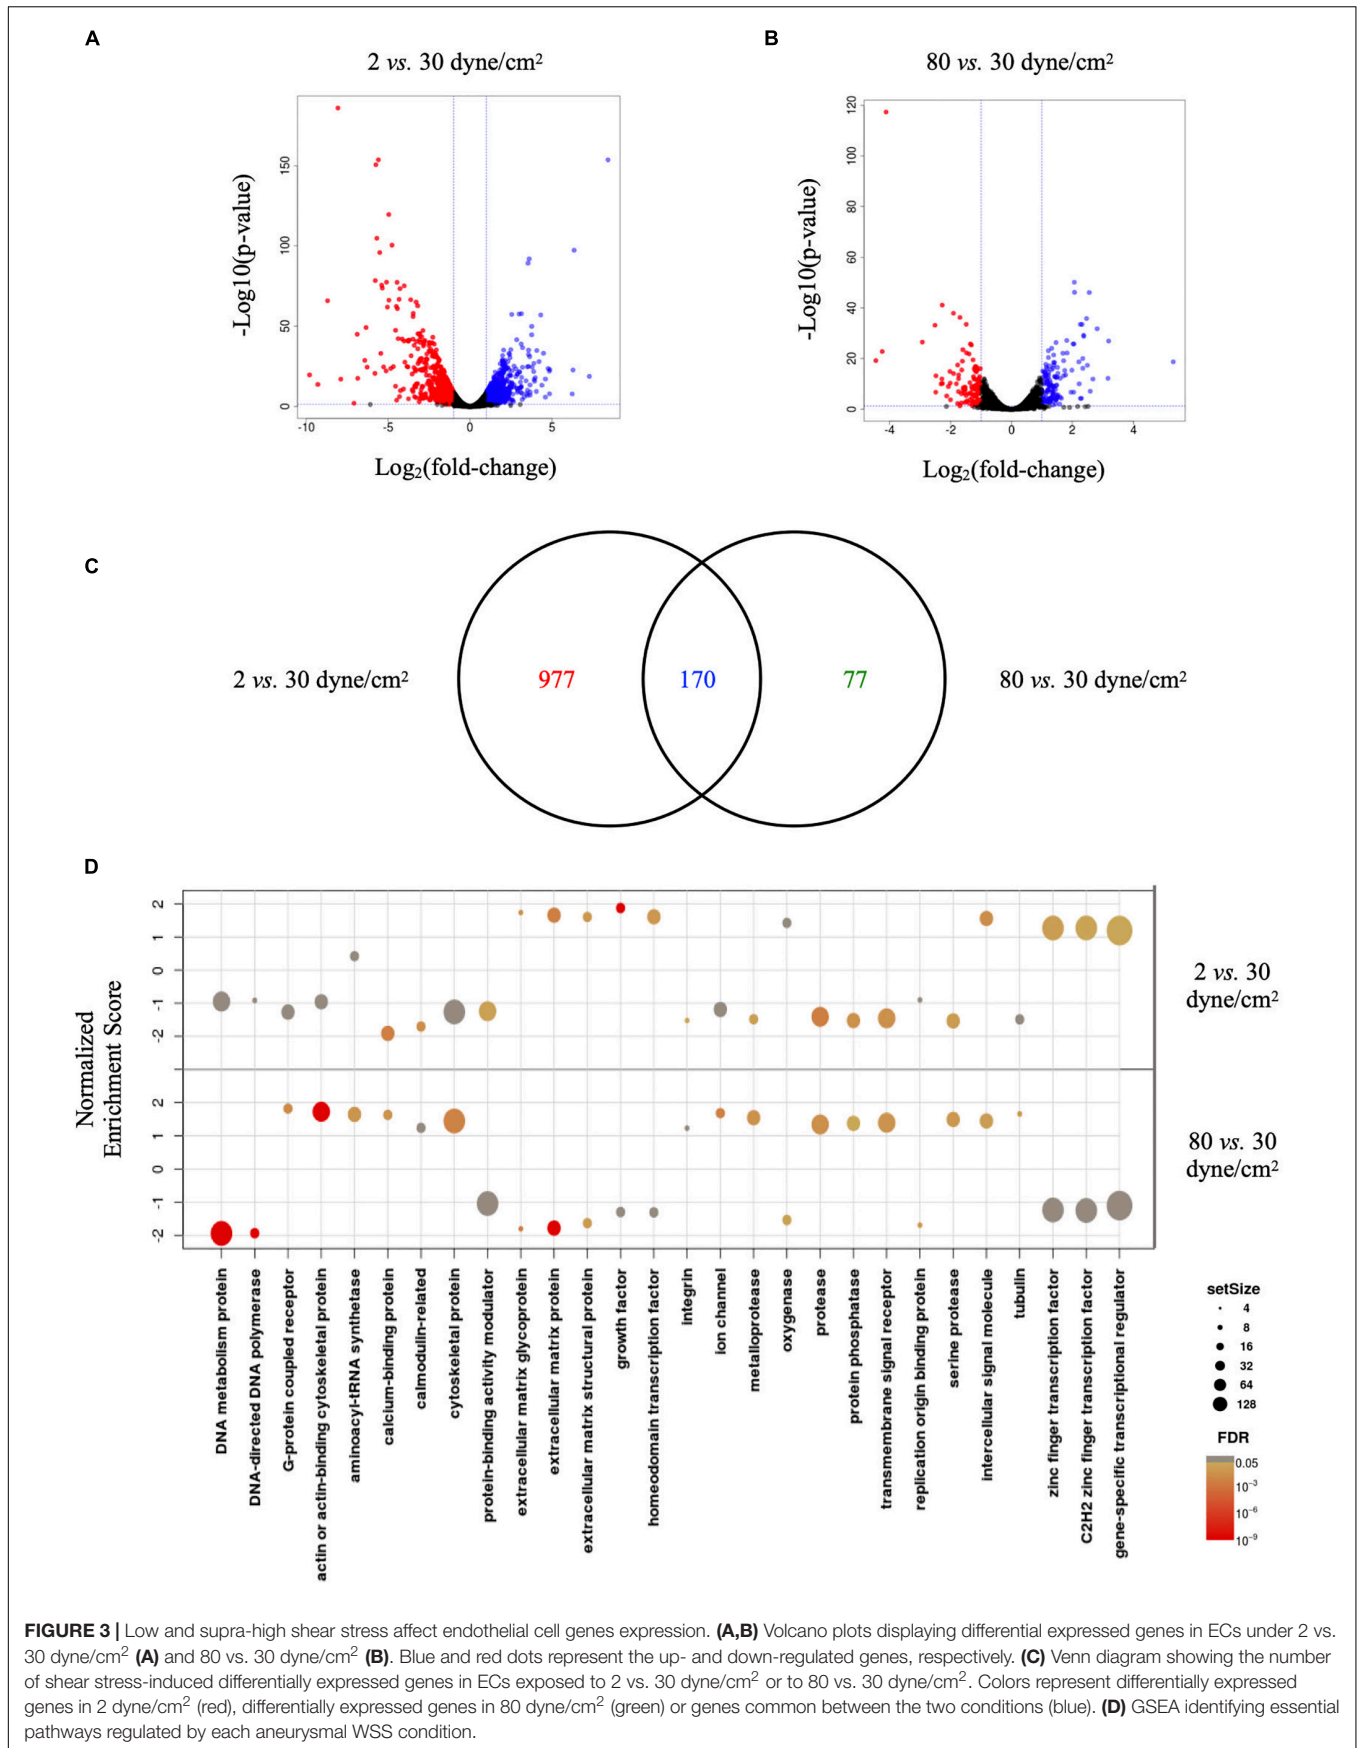 A
B
2 vs. 30 dyne/cm²
80 vs. 30 dyne/cm²
-Log10(p-value)
150
100
50
0
-10
-5
0
5
Log₂(fold-change)
-Log10(p-value)
120
100
80
60
40
20
0
-4
-2
0
2
4
Log₂(fold-change)
C
2 vs. 30 dyne/cm²
977
170
77
80 vs. 30 dyne/cm²
D
Normalized
Enrichment Score
2
1
0
-1
-2
2
1
0
-1
-2
2 vs. 30
dyne/cm²
80 vs. 30
dyne/cm²
DNA metabolism protein
DNA-directed DNA polymerase
G-protein coupled receptor
actin or actin-binding cytoskeletal protein
aminoacyl-tRNA synthetase
calcium-binding protein
calmodulin-related
cytoskeletal protein
protein-binding activity modulator
extracellular matrix glycoprotein
extracellular matrix protein
extracellular matrix structural protein
growth factor
homeodomain transcription factor
integrin
ion channel
metalloprotease
oxygenase
protease
protein phosphatase
transmembrane signal receptor
replication origin binding protein
serine protease
intercellular signal molecule
tubulin
zinc finger transcription factor
C2H2 zinc finger transcription factor
gene-specific transcriptional regulator
setSize
4
8
16
32
64
128
FDR
0.05
10⁻³
10⁻⁶
10⁻⁹
FIGURE 3 | Low and supra-high shear stress affect endothelial cell genes expression. (A,B) Volcano plots displaying differential expressed genes in ECs under 2 vs.
30 dyne/cm² (A) and 80 vs. 30 dyne/cm² (B). Blue and red dots represent the up- and down-regulated genes, respectively. (C) Venn diagram showing the number
of shear stress-induced differentially expressed genes in ECs exposed to 2 vs. 30 dyne/cm² or to 80 vs. 30 dyne/cm². Colors represent differentially expressed
genes in 2 dyne/cm² (red), differentially expressed genes in 80 dyne/cm² (green) or genes common between the two conditions (blue). (D) GSEA identifying essential
pathways regulated by each aneurysmal WSS condition.